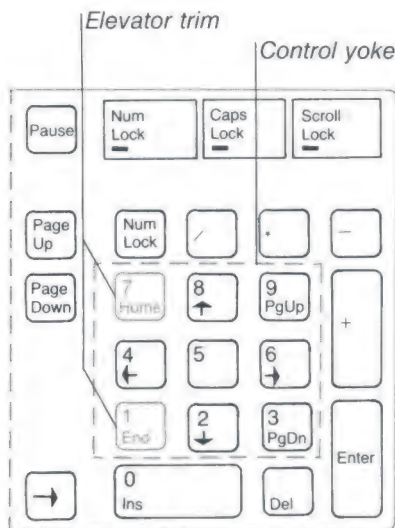 Elevator trim
Control yoke
Pause
Num
Lock
Caps
Lock
Scroll
Lock
Page
Up
Num
Lock
/
*
−
Page
Down
7
Home
8
↑
9
PgUp
+
4
←
5
6
→
1
End
2
↓
3
PgDn
Enter
→
0
Ins
.
Del